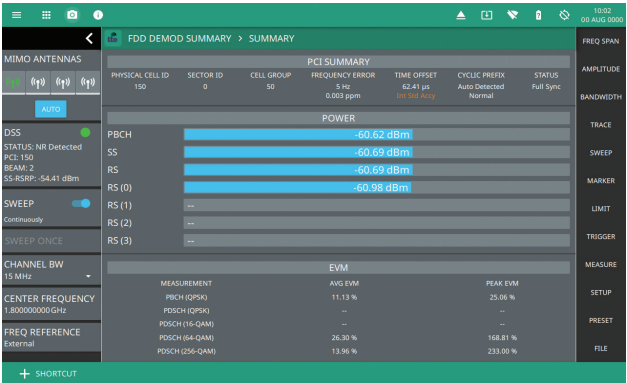 10:02
00 AUG 0000
FDD DEMOD SUMMARY > SUMMARY
MIMO ANTENNAS
AUTO
DSS
STATUS: NR Detected
PCI: 150
BEAM: 2
SS-RSRP: -54.41 dBm
SWEEP
Continuously
SWEEP ONCE
CHANNEL BW
15 MHz
CENTER FREQUENCY
1.800000000 GHz
FREQ REFERENCE
External
SHORTCUT
PCI SUMMARY
PHYSICAL CELL ID SECTOR ID CELL GROUP FREQUENCY ERROR TIME OFFSET CYCLIC PREFIX STATUS
150 0 50 5 Hz 62.41 µs Auto Detected Full Sync
0.003 ppm Int Std Accy Normal
POWER
PBCH -60.62 dBm
SS -60.69 dBm
RS -60.69 dBm
RS (0) -60.98 dBm
RS (1) --
RS (2) --
RS (3) --
EVM
MEASUREMENT AVG EVM PEAK EVM
PBCH (QPSK) 11.13 % 25.06 %
PDSCH (QPSK) -- --
PDSCH (16-QAM) -- --
PDSCH (64-QAM) 26.30 % 168.81 %
PDSCH (256-QAM) 13.96 % 233.00 %
FREQ SPAN
AMPLITUDE
BANDWIDTH
TRACE
SWEEP
MARKER
LIMIT
TRIGGER
MEASURE
SETUP
PRESET
FILE